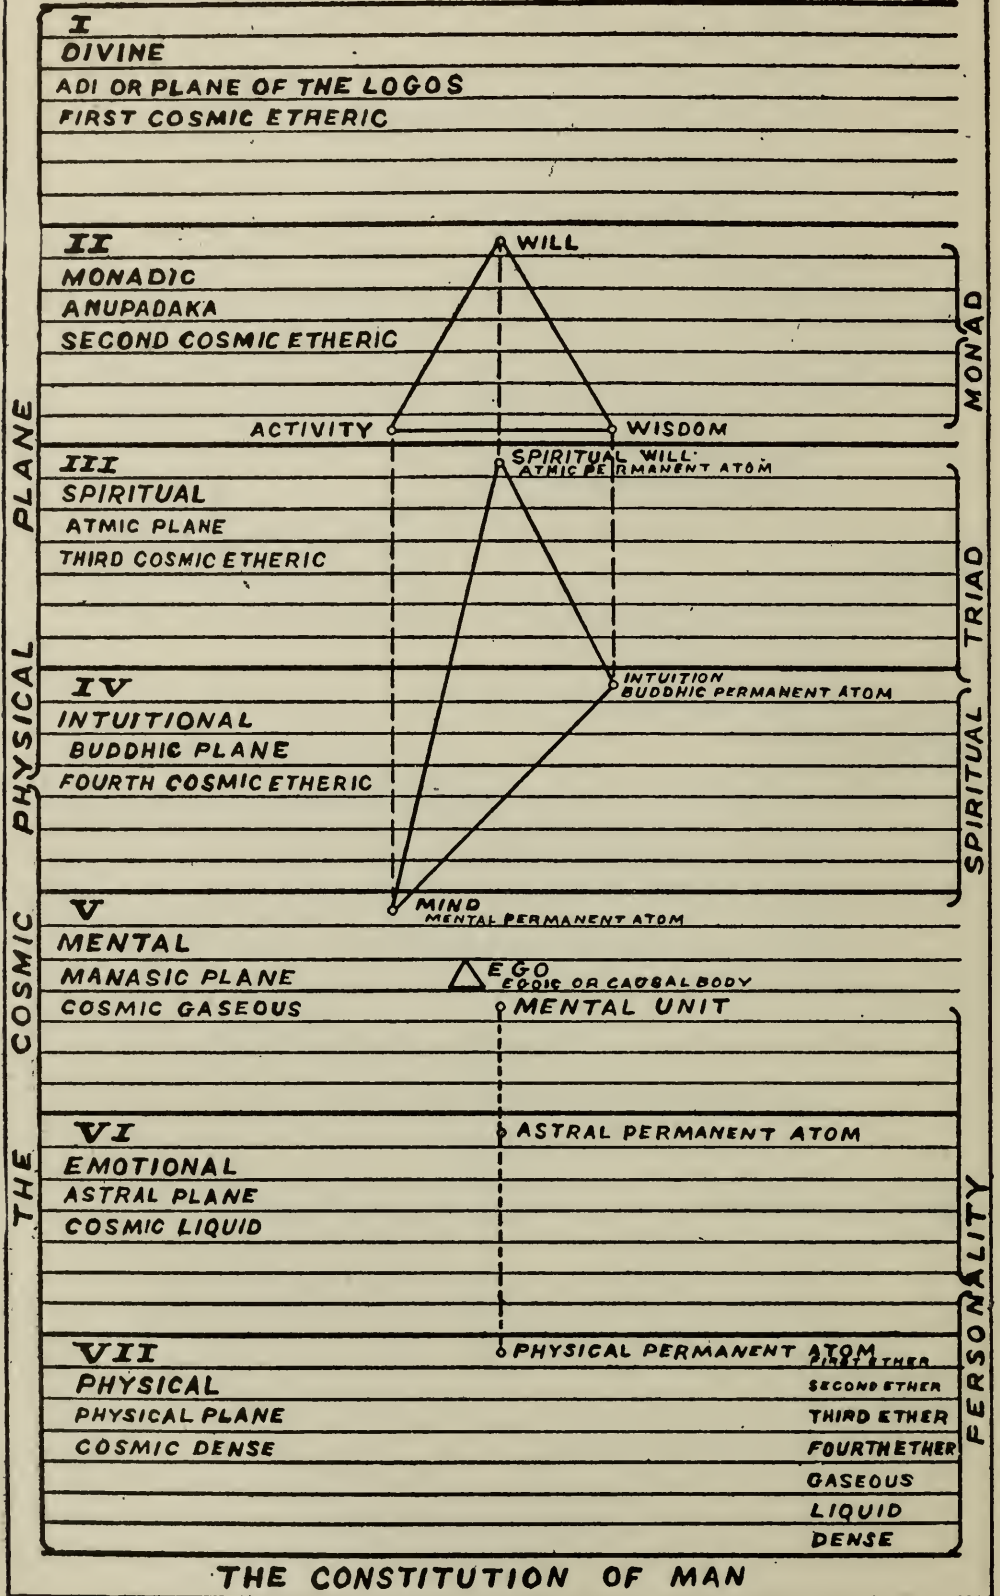 I
DIVINE
ADI OR PLANE OF THE LOGOS
FIRST COSMIC ETHERIC
II
WILL
MONADIC
ANUPADAKA
SECOND COSMIC ETHERIC
ACTIVITY
WISDOM
MONAD
III
SPIRITUAL WILL
ATMIC PERMANENT ATOM
SPIRITUAL
ATMIC PLANE
THIRD COSMIC ETHERIC
IV
INTUITION
BUDDHIC PERMANENT ATOM
INTUITIONAL
BUDDHIC PLANE
FOURTH COSMIC ETHERIC
SPIRITUAL TRIAD
V
MIND
MENTAL PERMANENT ATOM
MENTAL
MANASIC PLANE
EGO
EGOIC OR CAUSAL BODY
COSMIC GASEOUS
MENTAL UNIT
VI
ASTRAL PERMANENT ATOM
EMOTIONAL
ASTRAL PLANE
COSMIC LIQUID
VII
PHYSICAL PERMANENT ATOM
FIRST ETHER
PHYSICAL
SECOND ETHER
PHYSICAL PLANE
THIRD ETHER
COSMIC DENSE
FOURTH ETHER
GASEOUS
LIQUID
DENSE
PERSONALITY
THE COSMIC PHYSICAL PLANE
THE CONSTITUTION OF MAN